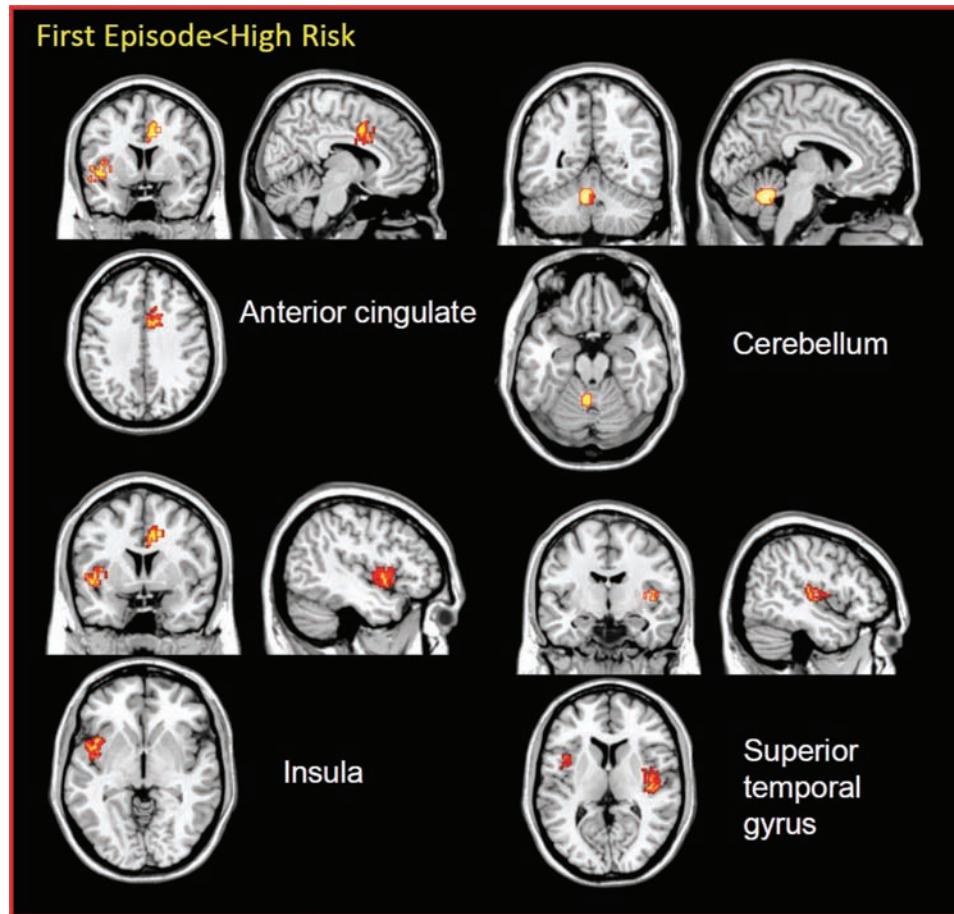 First Episode<High Risk
Anterior cingulate
Cerebellum
Insula
Superior
temporal
gyrus